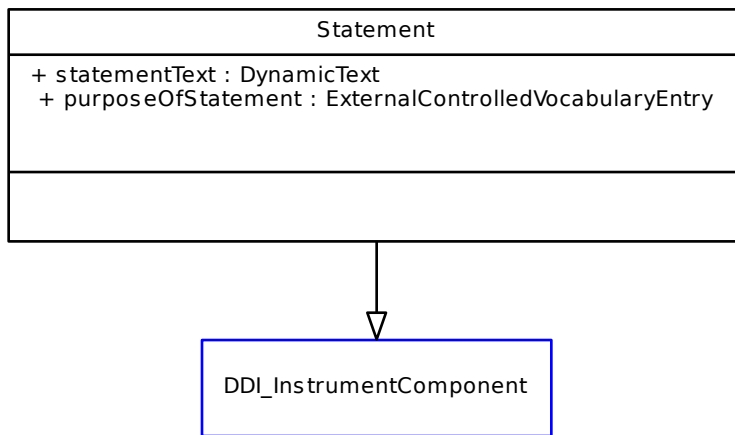 Statement
+ statementText : DynamicText
+ purposeOfStatement : ExternalControlledVocabularyEntry
DDI_InstrumentComponent